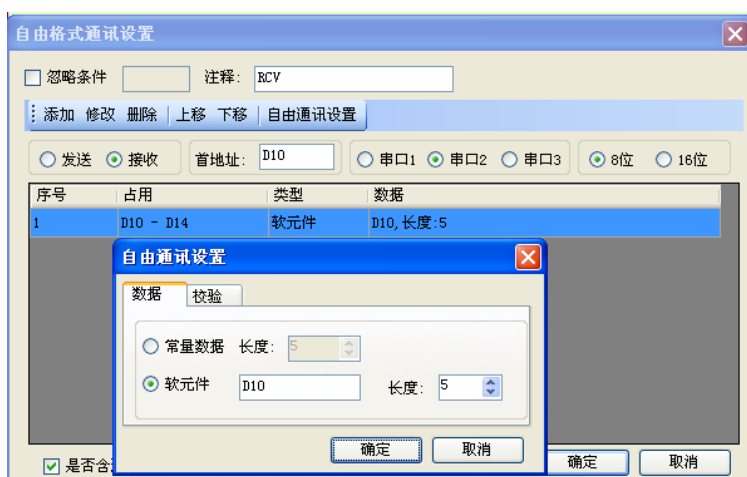 自由格式通讯设置
忽略条件 注释: RCV
添加 修改 删除 上移 下移 自由通讯设置
发送 接收 首地址: D10 串口1 串口2 串口3 8位 16位
序号 占用 类型 数据
1 D10 - D14 软元件 D10,长度:5
自由通讯设置
数据 校验
常量数据 长度: 5
软元件 D10 长度: 5
确定 取消
是否含 确定 取消